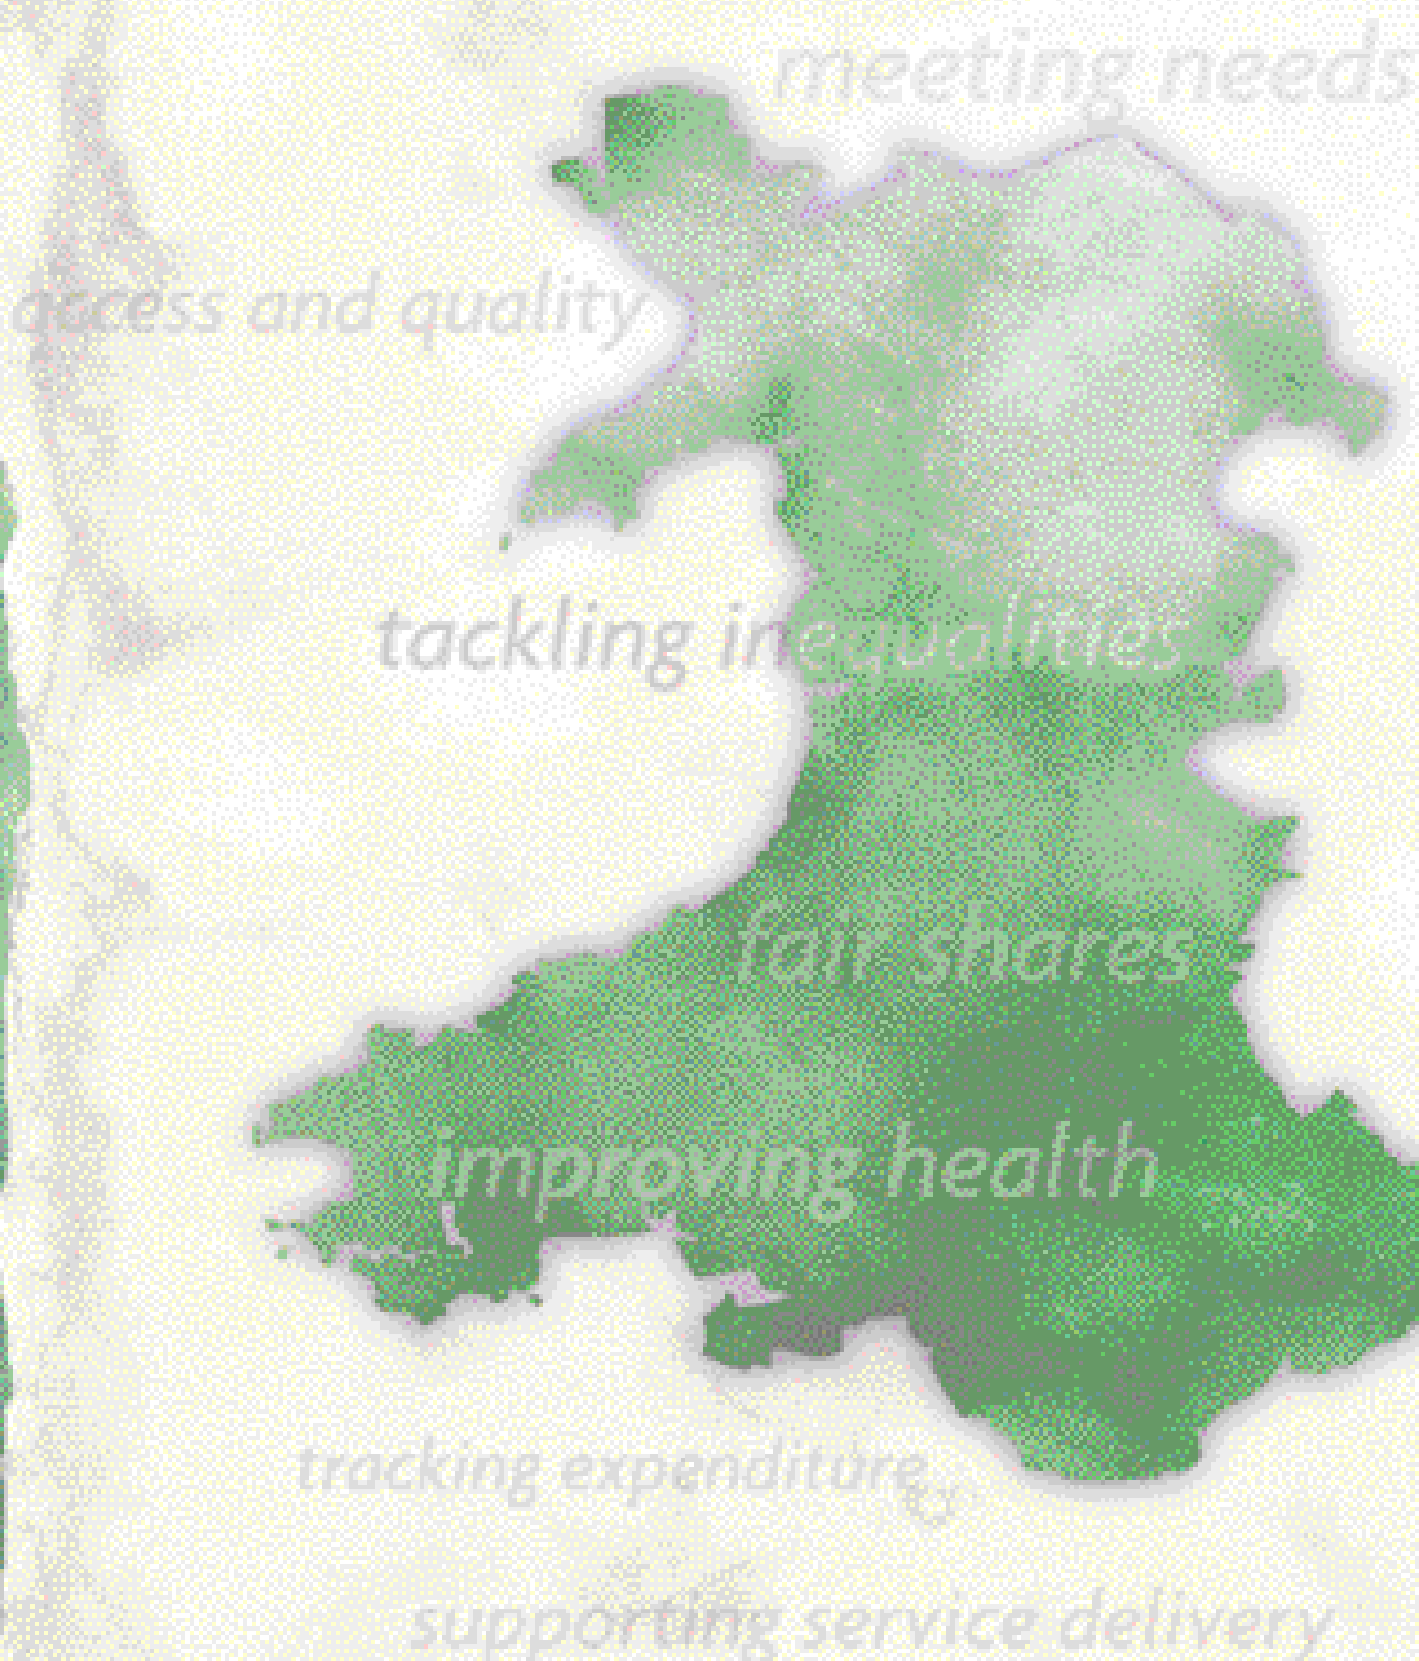 meeting needs
access and quality
tackling inequalities
fair shares
improving health
tracking expenditure
supporting service delivery